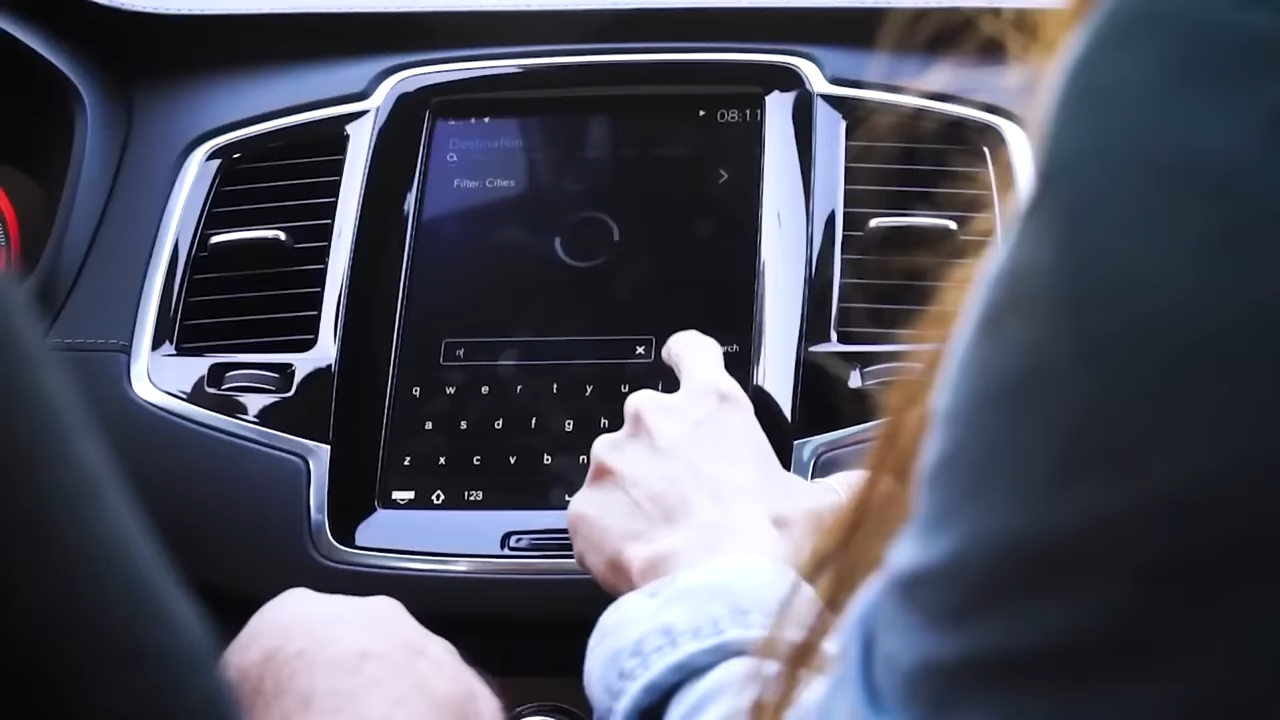 08:11
Destination
Filter: Cities
n
q w e r t y u i
a s d f g h
z x c v b n
123